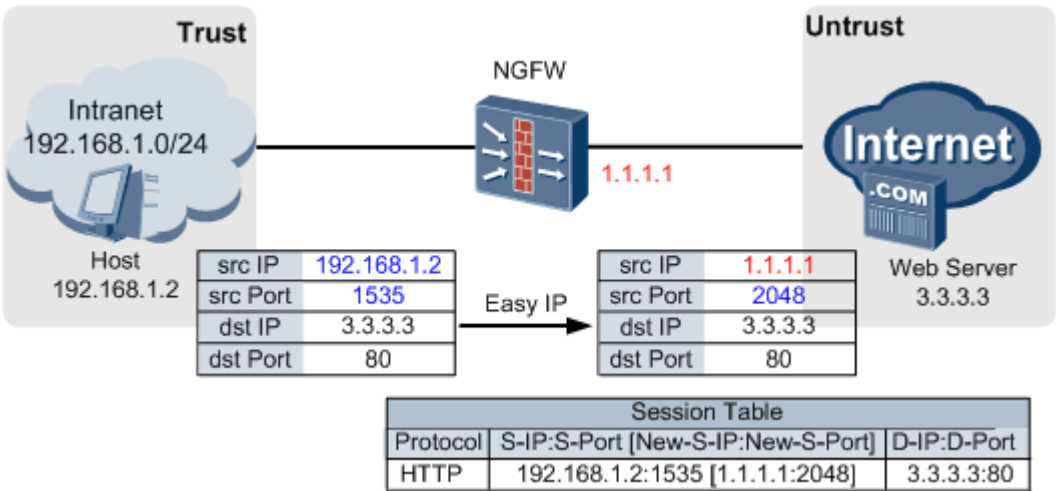 Trust
Untrust
NGFW
Intranet
192.168.1.0/24
Internet
.COM
1.1.1.1
Host
192.168.1.2
Web Server
3.3.3.3
src IP 192.168.1.2
src Port 1535
dst IP 3.3.3.3
dst Port 80
Easy IP
src IP 1.1.1.1
src Port 2048
dst IP 3.3.3.3
dst Port 80
Session Table
Protocol S-IP:S-Port [New-S-IP:New-S-Port] D-IP:D-Port
HTTP 192.168.1.2:1535 [1.1.1.1:2048] 3.3.3.3:80